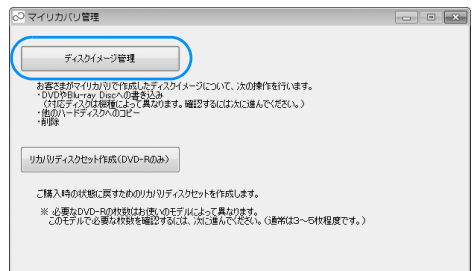 マイリカバリ管理
ディスクイメージ管理
お客さまがマイリカバリで作成したディスクイメージについて、次の操作を行います。
・DVDやBlu-ray Discへの書き込み
(対応ディスクは機種によって異なります。確認するには次に進んでください。)
・他のハードディスクへのコピー
・削除
リカバリディスクセット作成(DVD-Rのみ)
ご購入時の状態に戻すためのリカバリディスクセットを作成します。
※ 必要なDVD-Rの枚数はお使いのモデルによって異なります。
このモデルで必要な枚数を確認するには、次に進んでください。(通常は3~5枚程度です。)